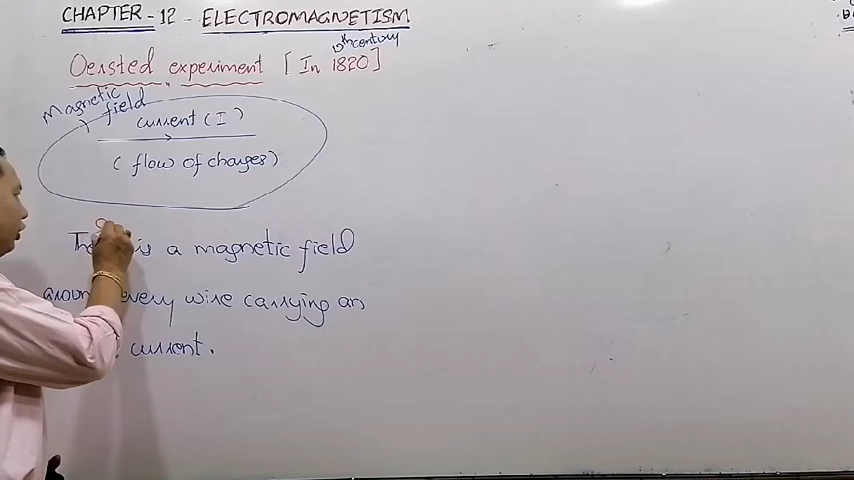 CHAPTER-12 - ELECTROMAGNETISM
19th century
Oersted experiment [In 1820]
Magnetic
field
current (I)
(flow of charges)
is a magnetic field
every wire carrying an
current.